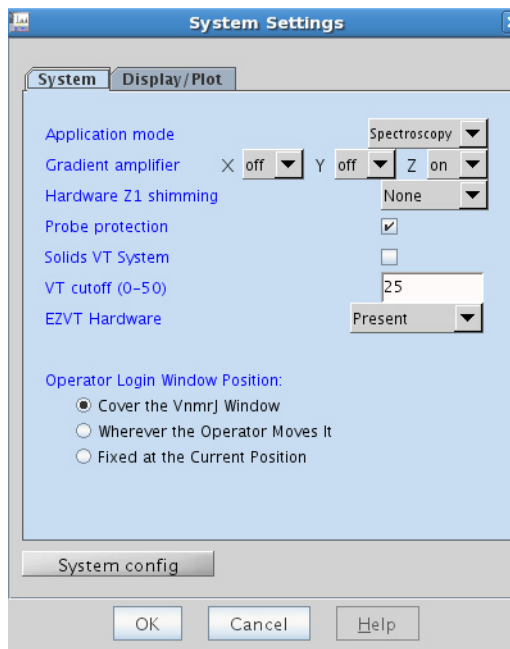 System Settings
System Display/Plot
Application mode Spectroscopy
Gradient amplifier X off Y off Z on
Hardware Z1 shimming None
Probe protection
Solids VT System
VT cutoff (0-50) 25
EZVT Hardware Present
Operator Login Window Position:
Cover the VnmrJ Window
Wherever the Operator Moves It
Fixed at the Current Position
System config
OK Cancel Help